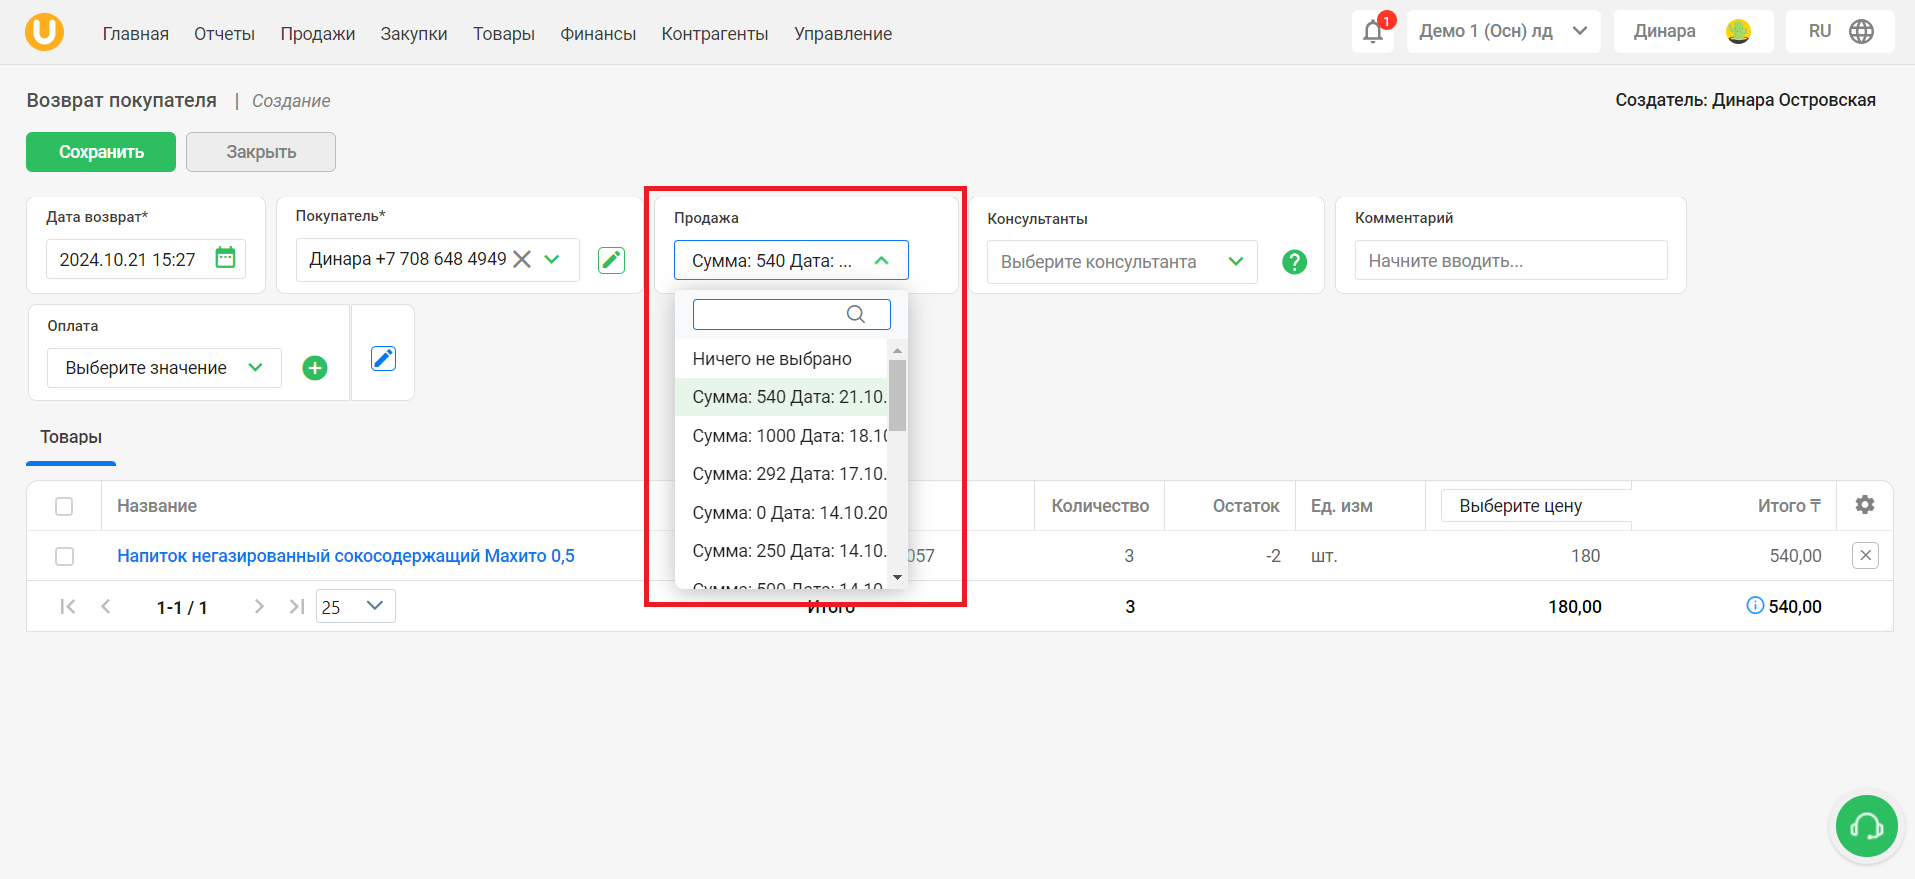 U Главная Отчеты Продажи Закупки Товары Финансы Контрагенты Управление 1 Демо 1 (Осн) лд Динара RU
Возврат покупателя | Создание Создатель: Динара Островская
Сохранить Закрыть
Дата возврат* Покупатель* Продажа Консультанты Комментарий
2024.10.21 15:27 Динара +7 708 648 4949 Сумма: 540 Дата: ... Выберите консультанта ? Начните вводить...
Оплата
Выберите значение
Ничего не выбрано
Сумма: 540 Дата: 21.10.
Сумма: 1000 Дата: 18.10
Сумма: 292 Дата: 17.10.
Сумма: 0 Дата: 14.10.20
Сумма: 250 Дата: 14.10.
Товары
Название Количество Остаток Ед. изм Выберите цену Итого ₸
Напиток негазированный сокосодержащий Махито 0,5 057 3 -2 шт. 180 540,00
1-1 / 1 25 Итого 3 180,00 540,00